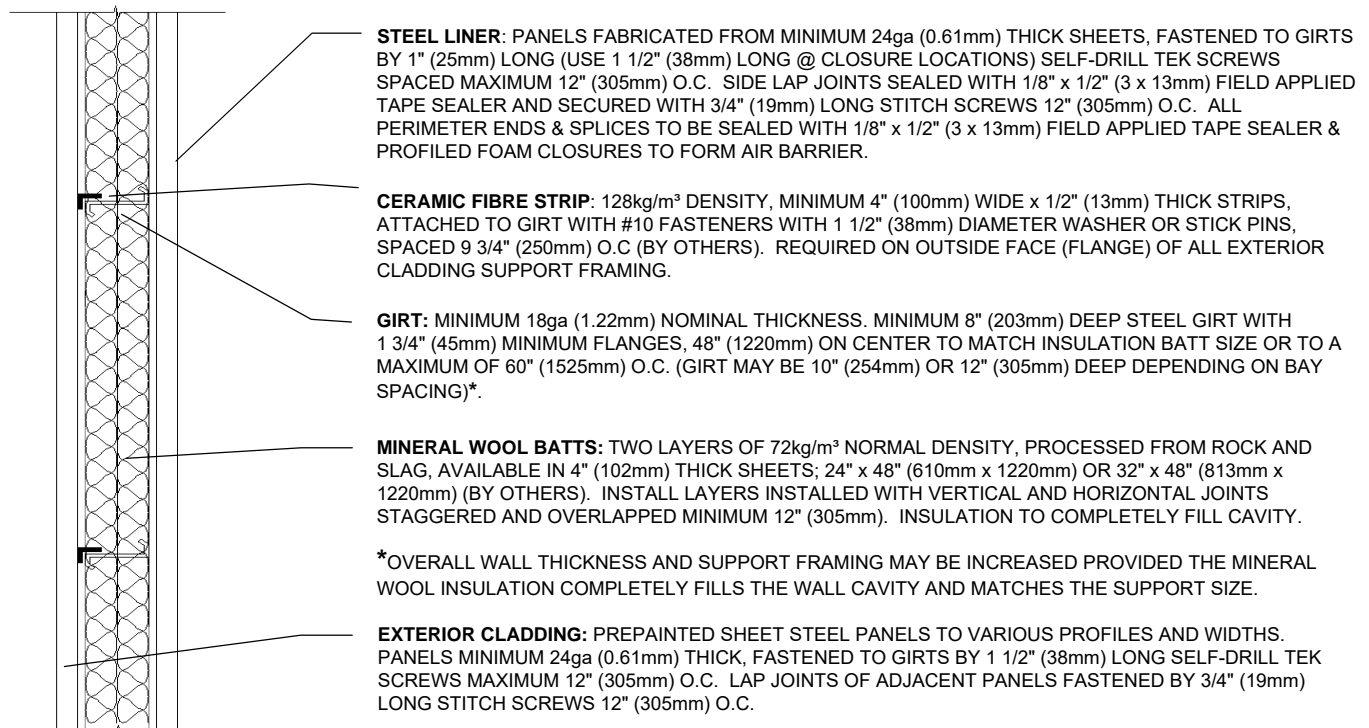 STEEL LINER: PANELS FABRICATED FROM MINIMUM 24ga (0.61mm) THICK SHEETS, FASTENED TO GIRTS
BY 1" (25mm) LONG (USE 1 1/2" (38mm) LONG @ CLOSURE LOCATIONS) SELF-DRILL TEK SCREWS
SPACED MAXIMUM 12" (305mm) O.C. SIDE LAP JOINTS SEALED WITH 1/8" x 1/2" (3 x 13mm) FIELD APPLIED
TAPE SEALER AND SECURED WITH 3/4" (19mm) LONG STITCH SCREWS 12" (305mm) O.C. ALL
PERIMETER ENDS & SPLICES TO BE SEALED WITH 1/8" x 1/2" (3 x 13mm) FIELD APPLIED TAPE SEALER &
PROFILED FOAM CLOSURES TO FORM AIR BARRIER.
CERAMIC FIBRE STRIP: 128kg/m³ DENSITY, MINIMUM 4" (100mm) WIDE x 1/2" (13mm) THICK STRIPS,
ATTACHED TO GIRT WITH #10 FASTENERS WITH 1 1/2" (38mm) DIAMETER WASHER OR STICK PINS,
SPACED 9 3/4" (250mm) O.C (BY OTHERS). REQUIRED ON OUTSIDE FACE (FLANGE) OF ALL EXTERIOR
CLADDING SUPPORT FRAMING.
GIRT: MINIMUM 18ga (1.22mm) NOMINAL THICKNESS. MINIMUM 8" (203mm) DEEP STEEL GIRT WITH
1 3/4" (45mm) MINIMUM FLANGES, 48" (1220mm) ON CENTER TO MATCH INSULATION BATT SIZE OR TO A
MAXIMUM OF 60" (1525mm) O.C. (GIRT MAY BE 10" (254mm) OR 12" (305mm) DEEP DEPENDING ON BAY
SPACING)*.
MINERAL WOOL BATTS: TWO LAYERS OF 72kg/m³ NORMAL DENSITY, PROCESSED FROM ROCK AND
SLAG, AVAILABLE IN 4" (102mm) THICK SHEETS; 24" x 48" (610mm x 1220mm) OR 32" x 48" (813mm x
1220mm) (BY OTHERS). INSTALL LAYERS INSTALLED WITH VERTICAL AND HORIZONTAL JOINTS
STAGGERED AND OVERLAPPED MINIMUM 12" (305mm). INSULATION TO COMPLETELY FILL CAVITY.
*OVERALL WALL THICKNESS AND SUPPORT FRAMING MAY BE INCREASED PROVIDED THE MINERAL
WOOL INSULATION COMPLETELY FILLS THE WALL CAVITY AND MATCHES THE SUPPORT SIZE.
EXTERIOR CLADDING: PREPAINTED SHEET STEEL PANELS TO VARIOUS PROFILES AND WIDTHS.
PANELS MINIMUM 24ga (0.61mm) THICK, FASTENED TO GIRTS BY 1 1/2" (38mm) LONG SELF-DRILL TEK
SCREWS MAXIMUM 12" (305mm) O.C. LAP JOINTS OF ADJACENT PANELS FASTENED BY 3/4" (19mm)
LONG STITCH SCREWS 12" (305mm) O.C.